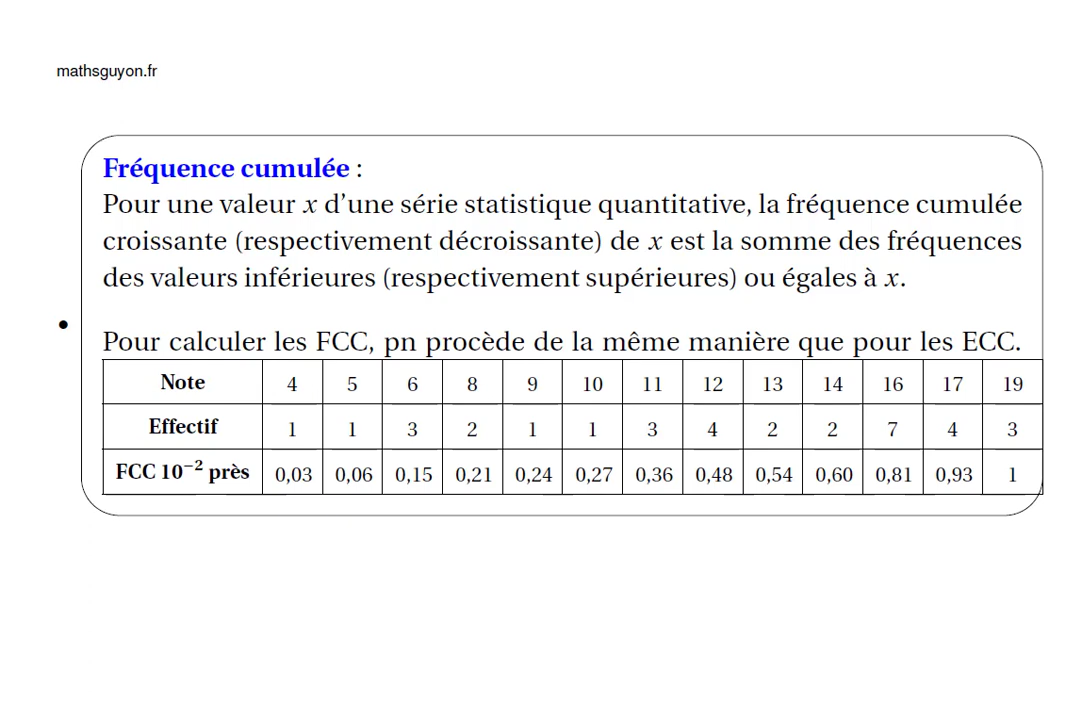 mathsguyon.fr
Fréquence cumulée :
Pour une valeur x d'une série statistique quantitative, la fréquence cumulée
croissante (respectivement décroissante) de x est la somme des fréquences
des valeurs inférieures (respectivement supérieures) ou égales à x.
• Pour calculer les FCC, pn procède de la même manière que pour les ECC.
Note 4 5 6 8 9 10 11 12 13 14 16 17 19
Effectif 1 1 3 2 1 1 3 4 2 2 7 4 3
FCC 10⁻² près 0,03 0,06 0,15 0,21 0,24 0,27 0,36 0,48 0,54 0,60 0,81 0,93 1